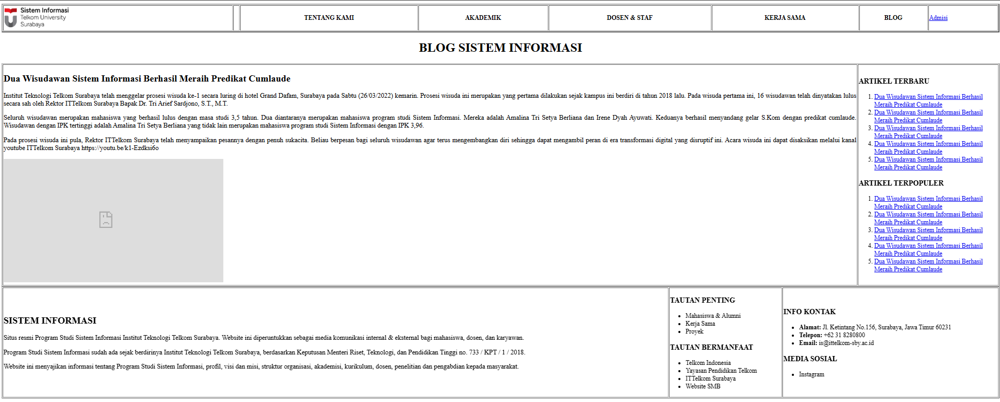 Sistem Informasi
Telkom University
Surabaya
TENTANG KAMI
AKADEMIK
DOSEN & STAF
KERJA SAMA
BLOG
Admisi
BLOG SISTEM INFORMASI
Dua Wisudawan Sistem Informasi Berhasil Meraih Predikat Cumlaude
Institut Teknologi Telkom Surabaya telah menggelar prosesi wisuda ke-1 secara luring di hotel Grand Dafam, Surabaya pada Sabtu (26/03/2022) kemarin. Prosesi wisuda ini merupakan yang pertama dilakukan sejak kampus ini berdiri di tahun 2018 lalu. Pada wisuda pertama ini, 16 wisudawan telah dinyatakan lulus
secara sah oleh Rektor ITTelkom Surabaya Bapak Dr. Tri Arief Sardjono, S.T., M.T.
Seluruh wisudawan merupakan mahasiswa yang berhasil lulus dengan masa studi 3,5 tahun. Dua diantaranya merupakan mahasiswa program studi Sistem Informasi. Mereka adalah Amalina Tri Setya Berliana dan Irene Dyah Ayuwati. Keduanya berhasil menyandang gelar S.Kom dengan predikat cumlaude.
Wisudawan dengan IPK tertinggi adalah Amalina Tri Setya Berliana yang tidak lain merupakan mahasiswa program studi Sistem Informasi dengan IPK 3,96.
Pada prosesi wisuda ini pula, Rektor ITTelkom Surabaya telah menyampaikan pesannya dengan penuh sukacita. Beliau berpesan bagi seluruh wisudawan agar terus mengembangkan diri sehingga dapat mengambil peran di era transformasi digital yang disruptif ini. Acara wisuda ini dapat disaksikan melalui kanal
youtube ITTelkom Surabaya https://youtu.be/k1-Ezdksi6o
ARTIKEL TERBARU
1. Dua Wisudawan Sistem Informasi Berhasil
Meraih Predikat Cumlaude
2. Dua Wisudawan Sistem Informasi Berhasil
Meraih Predikat Cumlaude
3. Dua Wisudawan Sistem Informasi Berhasil
Meraih Predikat Cumlaude
4. Dua Wisudawan Sistem Informasi Berhasil
Meraih Predikat Cumlaude
5. Dua Wisudawan Sistem Informasi Berhasil
Meraih Predikat Cumlaude
ARTIKEL TERPOPULER
1. Dua Wisudawan Sistem Informasi Berhasil
Meraih Predikat Cumlaude
2. Dua Wisudawan Sistem Informasi Berhasil
Meraih Predikat Cumlaude
3. Dua Wisudawan Sistem Informasi Berhasil
Meraih Predikat Cumlaude
4. Dua Wisudawan Sistem Informasi Berhasil
Meraih Predikat Cumlaude
5. Dua Wisudawan Sistem Informasi Berhasil
Meraih Predikat Cumlaude
SISTEM INFORMASI
Situs resmi Program Studi Sistem Informasi Institut Teknologi Telkom Surabaya. Website ini diperuntukkan sebagai media komunikasi internal & eksternal bagi mahasiswa, dosen, dan karyawan.
Program Studi Sistem Informasi sudah ada sejak berdirinya Institut Teknologi Telkom Surabaya, berdasarkan Keputusan Menteri Riset, Teknologi, dan Pendidikan Tinggi no. 733 / KPT / 1 / 2018.
Website ini menyajikan informasi tentang Program Studi Sistem Informasi, profil, visi dan misi, struktur organisasi, akademisi, kurikulum, dosen, penelitian dan pengabdian kepada masyarakat.
TAUTAN PENTING
• Mahasiswa & Alumni
• Kerja Sama
• Proyek
TAUTAN BERMANFAAT
• Telkom Indonesia
• Yayasan Pendidikan Telkom
• ITTelkom Surabaya
• Website SMB
INFO KONTAK
• Alamat: Jl. Ketintang No.156, Surabaya, Jawa Timur 60231
• Telepon: +62 31 8280800
• Email: is@ittelkom-sby.ac.id
MEDIA SOSIAL
• Instagram